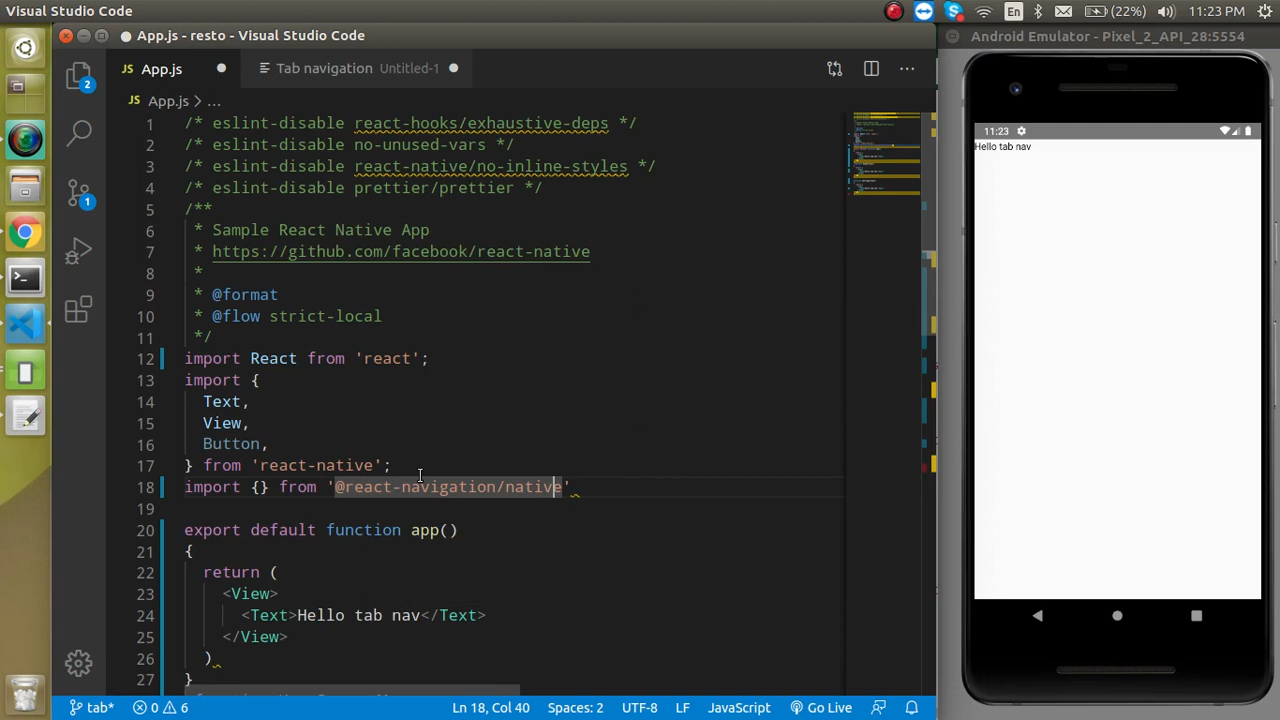 Visual Studio Code
En
(22%)
11:23 PM
App.js - resto - Visual Studio Code
Android Emulator - Pixel_2_API_28:5554
App.js
Tab navigation Untitled-1
2
App.js > ...
1 /* eslint-disable react-hooks/exhaustive-deps */
2 /* eslint-disable no-unused-vars */
3 /* eslint-disable react-native/no-inline-styles */
4 /* eslint-disable prettier/prettier */
5 /**
6 * Sample React Native App
7 * https://github.com/facebook/react-native
8 *
9 * @format
10 * @flow strict-local
11 */
12 import React from 'react';
13 import {
14 Text,
15 View,
16 Button,
17 } from 'react-native';
18 import {} from '@react-navigation/native'
19
20 export default function app()
21 {
22 return (
23 <View>
24 <Text>Hello tab nav</Text>
25 </View>
26 )
27 }
1
11:23
Hello tab nav
tab*
0
6
Ln 18, Col 40
Spaces: 2
UTF-8
LF
JavaScript
Go Live